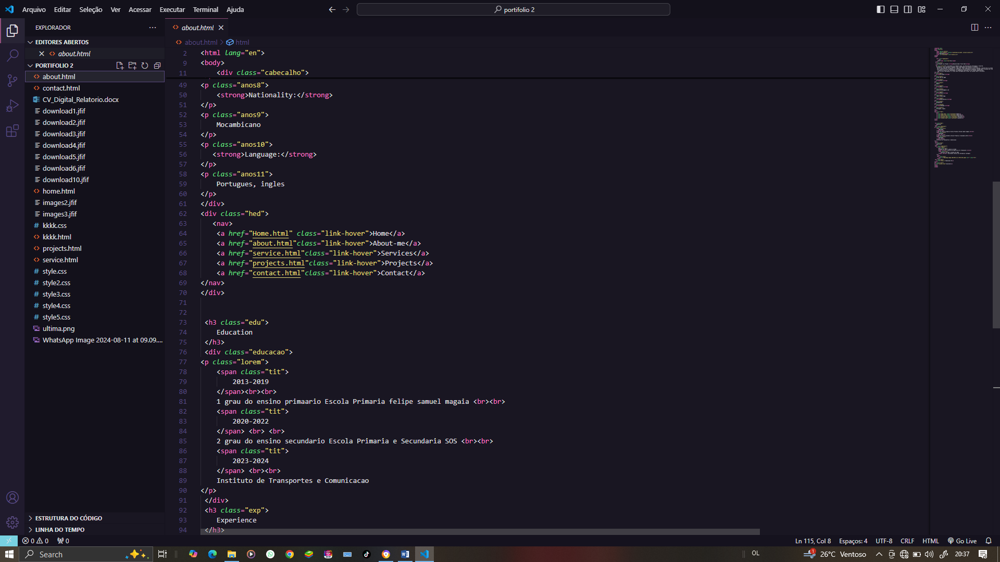 Arquivo Editar Seleção Ver Acessar Executar Terminal Ajuda
portifolio 2
EXPLORADOR
EDITORES ABERTOS
about.html
PORTIFOLIO 2
about.html
contact.html
CV_Digital_Relatorio.docx
download1.jfif
download2.jfif
download3.jfif
download4.jfif
download5.jfif
download6.jfif
download10.jfif
home.html
images2.jfif
images3.jfif
kkkk.css
kkkk.html
projects.html
service.html
style.css
style2.css
style3.css
style4.css
style5.css
ultima.png
WhatsApp Image 2024-08-11 at 09.09....
ESTRUTURA DO CÓDIGO
LINHA DO TEMPO
about.html
about.html > html
2 <html lang="en">
9 <body>
11 <div class="cabecalho">
49 <p class="anos8">
50 <strong>Nationality:</strong>
51 </p>
52 <p class="anos9">
53 Mocambicano
54 </p>
55 <p class="anos10">
56 <strong>Language:</strong>
57 </p>
58 <p class="anos11">
59 Portugues, ingles
60 </p>
61 </div>
62 <div class="hed">
63 <nav>
64 <a href="Home.html" class="link-hover">Home</a>
65 <a href="about.html"class="link-hover">About-me</a>
66 <a href="service.html"class="link-hover">Services</a>
67 <a href="projects.html"class="link-hover">Projects</a>
68 <a href="contact.html"class="link-hover">Contact</a>
69 </nav>
70 </div>
71
72
73 <h3 class="edu">
74 Education
75 </h3>
76 <div class="educacao">
77 <p class="lorem">
78 <span class="tit">
79 2013-2019
80 </span><br><br>
81 1 grau do ensino primaario Escola Primaria felipe samuel magaia <br><br>
82 <span class="tit">
83 2020-2022
84 </span> <br> <br>
85 2 grau do ensino secundario Escola Primaria e Secundaria SOS <br><br>
86 <span class="tit">
87 2023-2024
88 </span> <br><br>
89 Instituto de Transportes e Comunicacao
90 </p>
91 </div>
92 <h3 class="exp">
93 Experience
94 </h3>
0 0 0
Ln 115, Col 8 Espaços: 4 UTF-8 CRLF HTML Go Live
Search
OL
1
26°C Ventoso
20:37